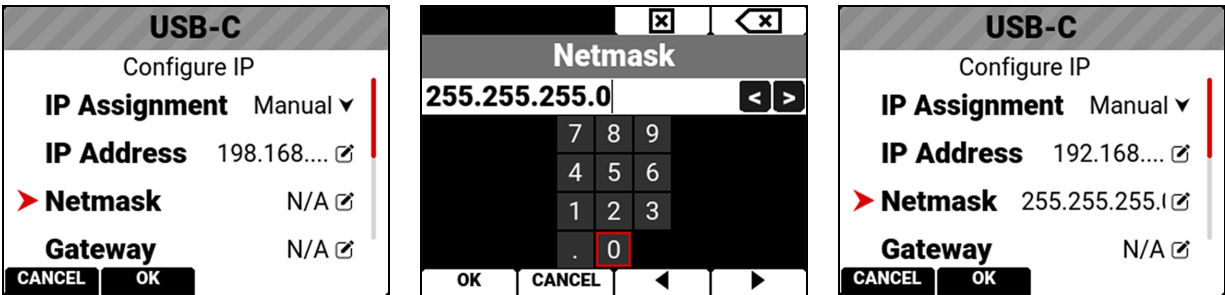 USB-C
Configure IP
IP Assignment Manual
IP Address 198.168....
Netmask N/A
Gateway N/A
CANCEL OK
Netmask
255.255.255.0 < >
7 8 9
4 5 6
1 2 3
. 0
OK CANCEL ◀ ▶
USB-C
Configure IP
IP Assignment Manual
IP Address 192.168....
Netmask 255.255.255.(
Gateway N/A
CANCEL OK